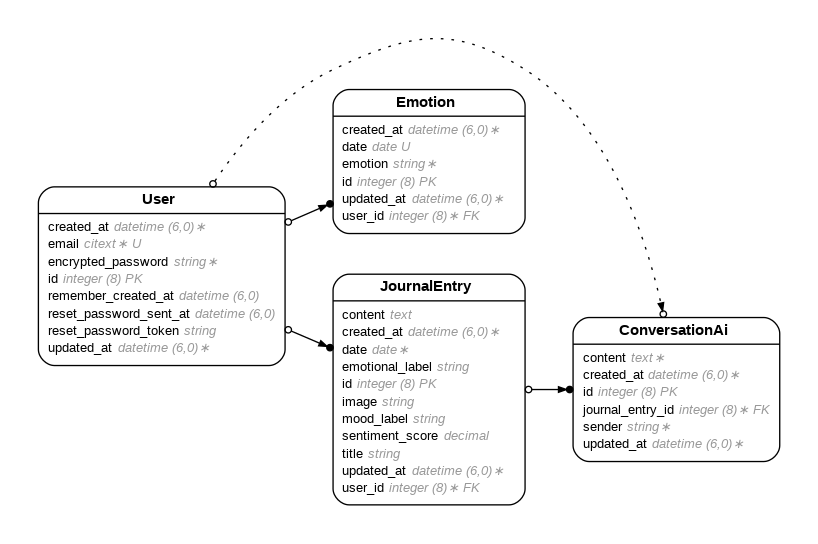 User
created_at datetime (6,0)∗
email citext∗ U
encrypted_password string∗
id integer (8) PK
remember_created_at datetime (6,0)
reset_password_sent_at datetime (6,0)
reset_password_token string
updated_at datetime (6,0)∗
Emotion
created_at datetime (6,0)∗
date date U
emotion string∗
id integer (8) PK
updated_at datetime (6,0)∗
user_id integer (8)∗ FK
JournalEntry
content text
created_at datetime (6,0)∗
date date∗
emotional_label string
id integer (8) PK
image string
mood_label string
sentiment_score decimal
title string
updated_at datetime (6,0)∗
user_id integer (8)∗ FK
ConversationAi
content text∗
created_at datetime (6,0)∗
id integer (8) PK
journal_entry_id integer (8)∗ FK
sender string∗
updated_at datetime (6,0)∗